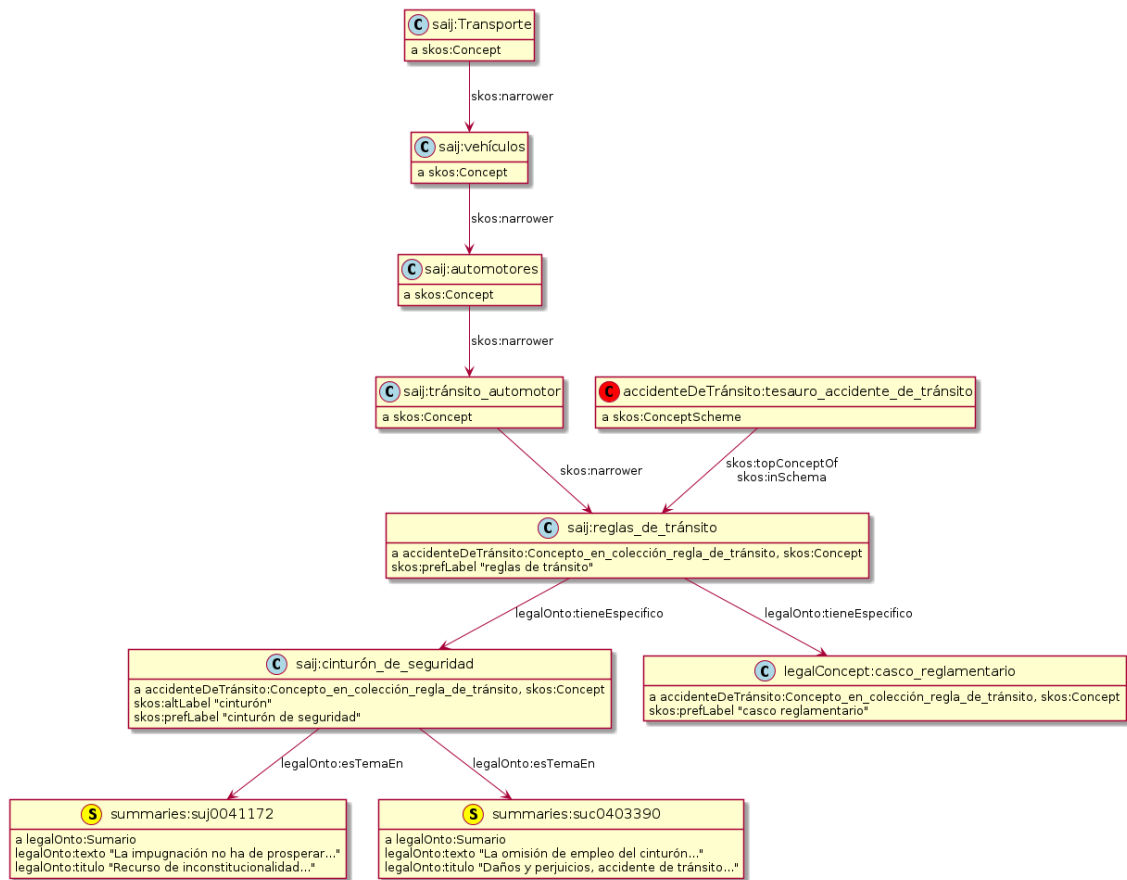 C saij:Transporte
a skos:Concept
skos:narrower
C saij:vehículos
a skos:Concept
skos:narrower
C saij:automotores
a skos:Concept
skos:narrower
C saij:tránsito_automotor
a skos:Concept
C accidenteDeTránsito:tesauro_accidente_de_tránsito
a skos:ConceptScheme
skos:narrower
skos:topConceptOf
skos:inSchema
C saij:reglas_de_tránsito
a accidenteDeTránsito:Concepto_en_colección_regla_de_tránsito, skos:Concept
skos:prefLabel "reglas de tránsito"
legalOnto:tieneEspecifico
legalOnto:tieneEspecifico
C saij:cinturón_de_seguridad
a accidenteDeTránsito:Concepto_en_colección_regla_de_tránsito, skos:Concept
skos:altLabel "cinturón"
skos:prefLabel "cinturón de seguridad"
C legalConcept:casco_reglamentario
a accidenteDeTránsito:Concepto_en_colección_regla_de_tránsito, skos:Concept
skos:prefLabel "casco reglamentario"
legalOnto:esTemaEn
legalOnto:esTemaEn
S summaries:suj0041172
a legalOnto:Sumario
legalOnto:texto "La impugnación no ha de prosperar..."
legalOnto:titulo "Recurso de inconstitucionalidad..."
S summaries:suc0403390
a legalOnto:Sumario
legalOnto:texto "La omisión de empleo del cinturón..."
legalOnto:titulo "Daños y perjuicios, accidente de tránsito..."